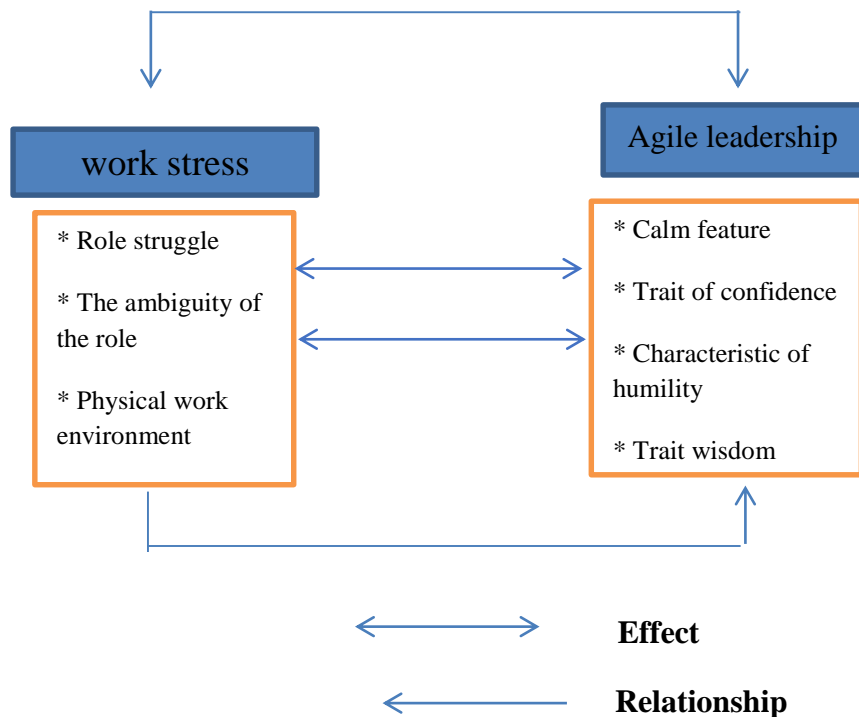 work stress
* Role struggle
* The ambiguity of
the role
* Physical work
environment
Agile leadership
* Calm feature
* Trait of confidence
* Characteristic of
humility
* Trait wisdom
Effect
Relationship